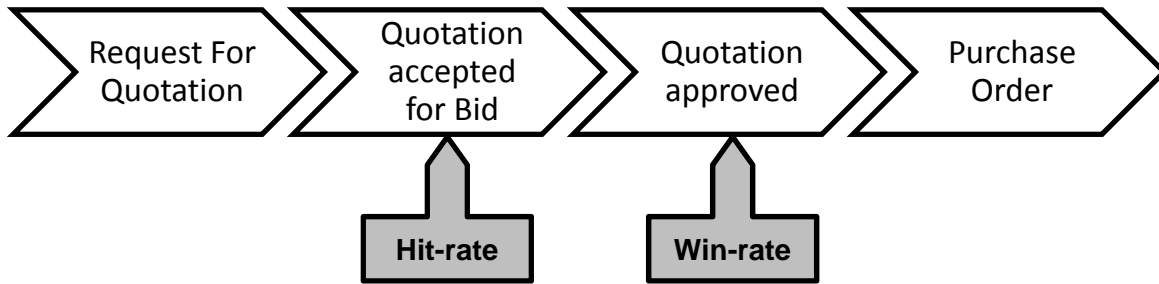 Request For
Quotation
Quotation
accepted
for Bid
Quotation
approved
Purchase
Order
Hit-rate
Win-rate